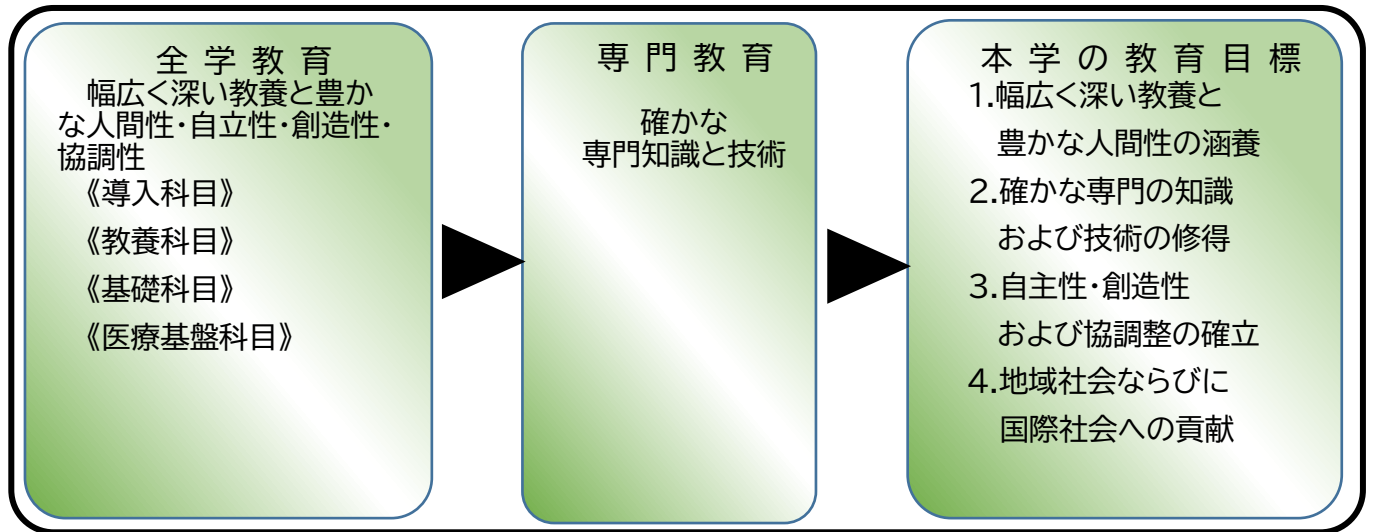 全学教育
幅広く深い教養と豊か
な人間性・自立性・創造性・
協調性
《導入科目》
《教養科目》
《基礎科目》
《医療基盤科目》
専門教育
確かな
専門知識と技術
本学の教育目標
1.幅広く深い教養と
豊かな人間性の涵養
2.確かな専門の知識
および技術の修得
3.自主性・創造性
および協調整の確立
4.地域社会ならびに
国際社会への貢献